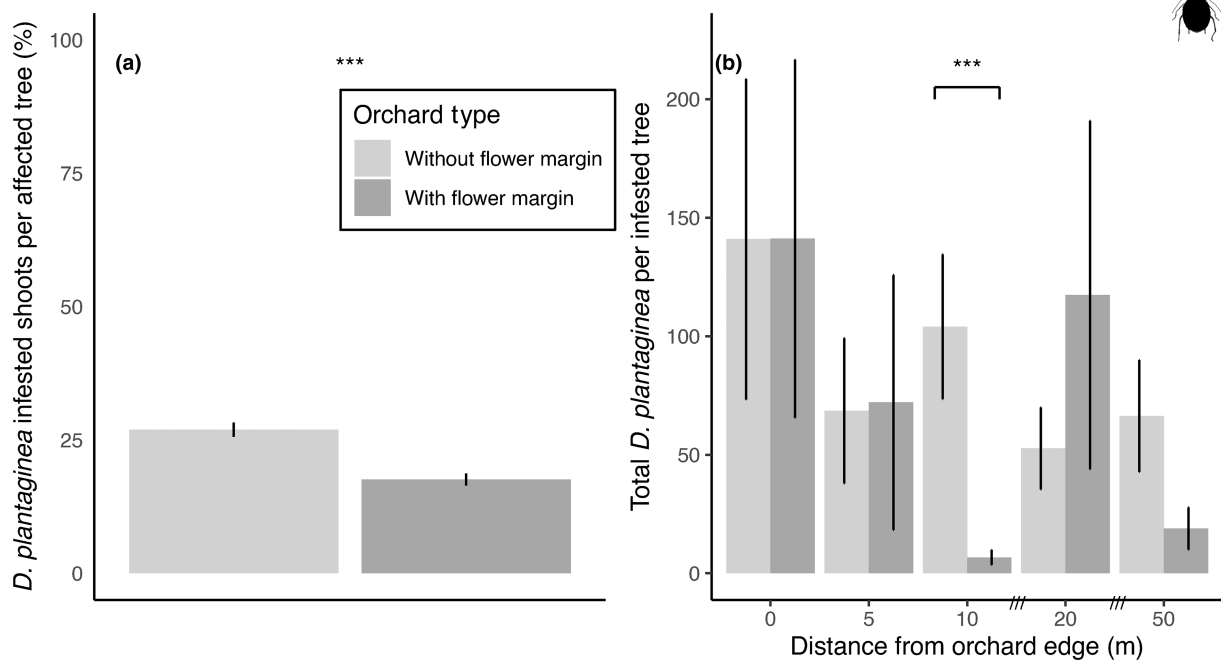 D. plantaginea infested shoots per affected tree (%)
100
75
50
25
0
(a)
***
Orchard type
Without flower margin
With flower margin
Total D. plantaginea per infested tree
200
150
100
50
0
(b)
***
0 5 10 /// 20 /// 50
Distance from orchard edge (m)